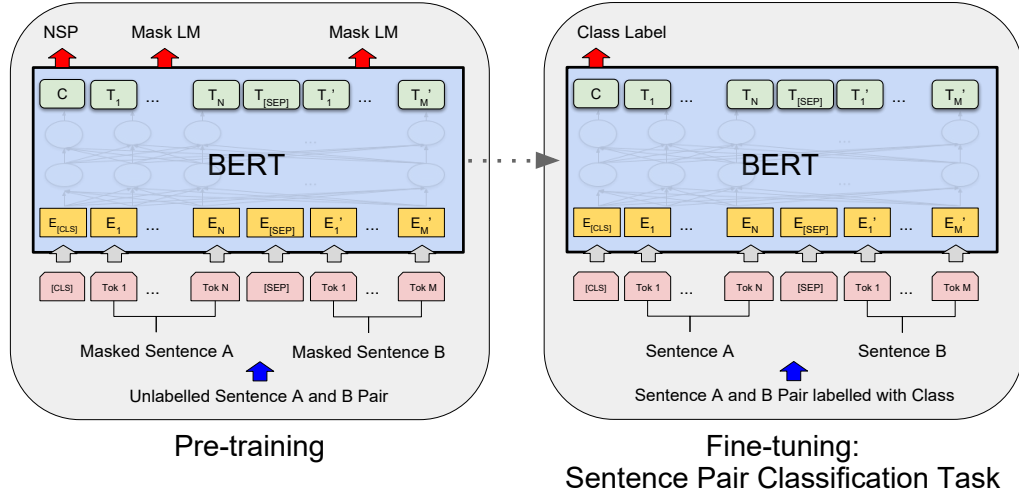 NSP Mask LM Mask LM
C T1 ... TN T[SEP] T1' ... TM'
...
BERT
...
E[CLS] E1 ... EN E[SEP] E1' ... EM'
[CLS] Tok 1 ... Tok N [SEP] Tok 1 ... Tok M
Masked Sentence A Masked Sentence B
Unlabelled Sentence A and B Pair
Pre-training
Class Label
C T1 ... TN T[SEP] T1' ... TM'
...
BERT
...
E[CLS] E1 ... EN E[SEP] E1' ... EM'
[CLS] Tok 1 ... Tok N [SEP] Tok 1 ... Tok M
Sentence A Sentence B
Sentence A and B Pair labelled with Class
Fine-tuning:
Sentence Pair Classification Task